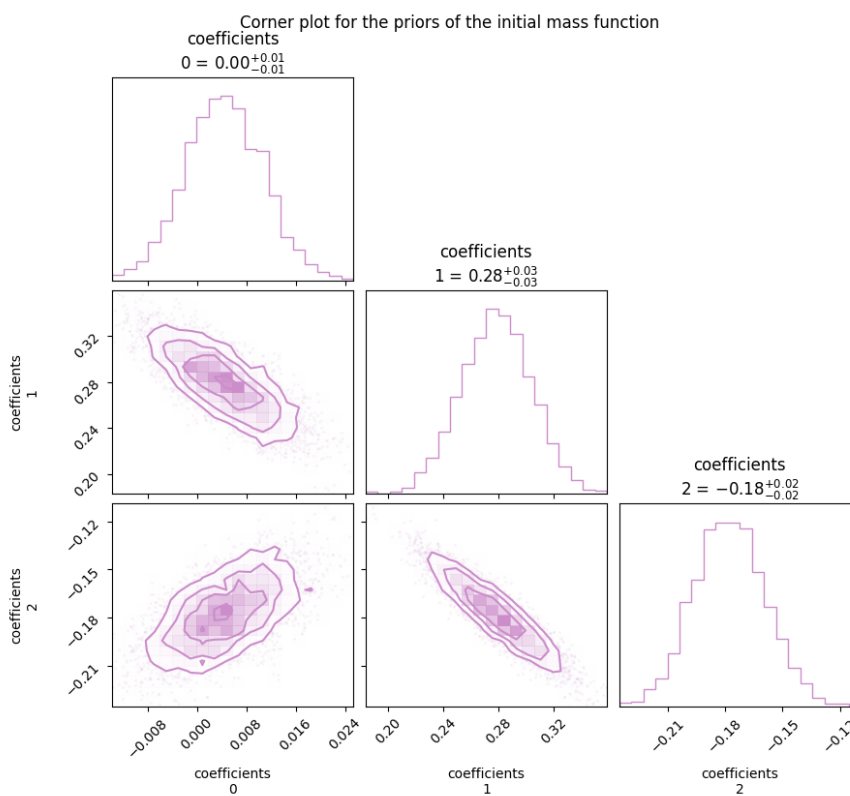 Corner plot for the priors of the initial mass function
coefficients
0 = 0.00+0.01−0.01
coefficients
1 = 0.28+0.03−0.03
coefficients
2 = −0.18+0.02−0.02
coefficients
1
0.32
0.28
0.24
0.20
coefficients
2
−0.12
−0.15
−0.18
−0.21
−0.008
0.000
0.008
0.016
0.024
coefficients
0
0.20
0.24
0.28
0.32
coefficients
1
−0.21
−0.18
−0.15
coefficients
2